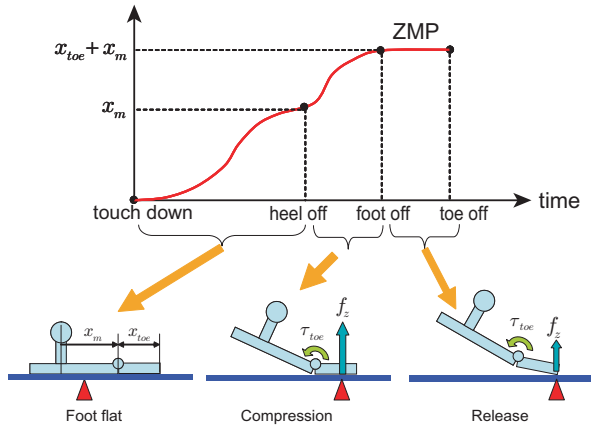 x_toe + x_m
ZMP
x_m
time
touch down
heel off
foot off
toe off
x_m
x_toe
τ_toe
f_z
τ_toe
f_z
Foot flat
Compression
Release